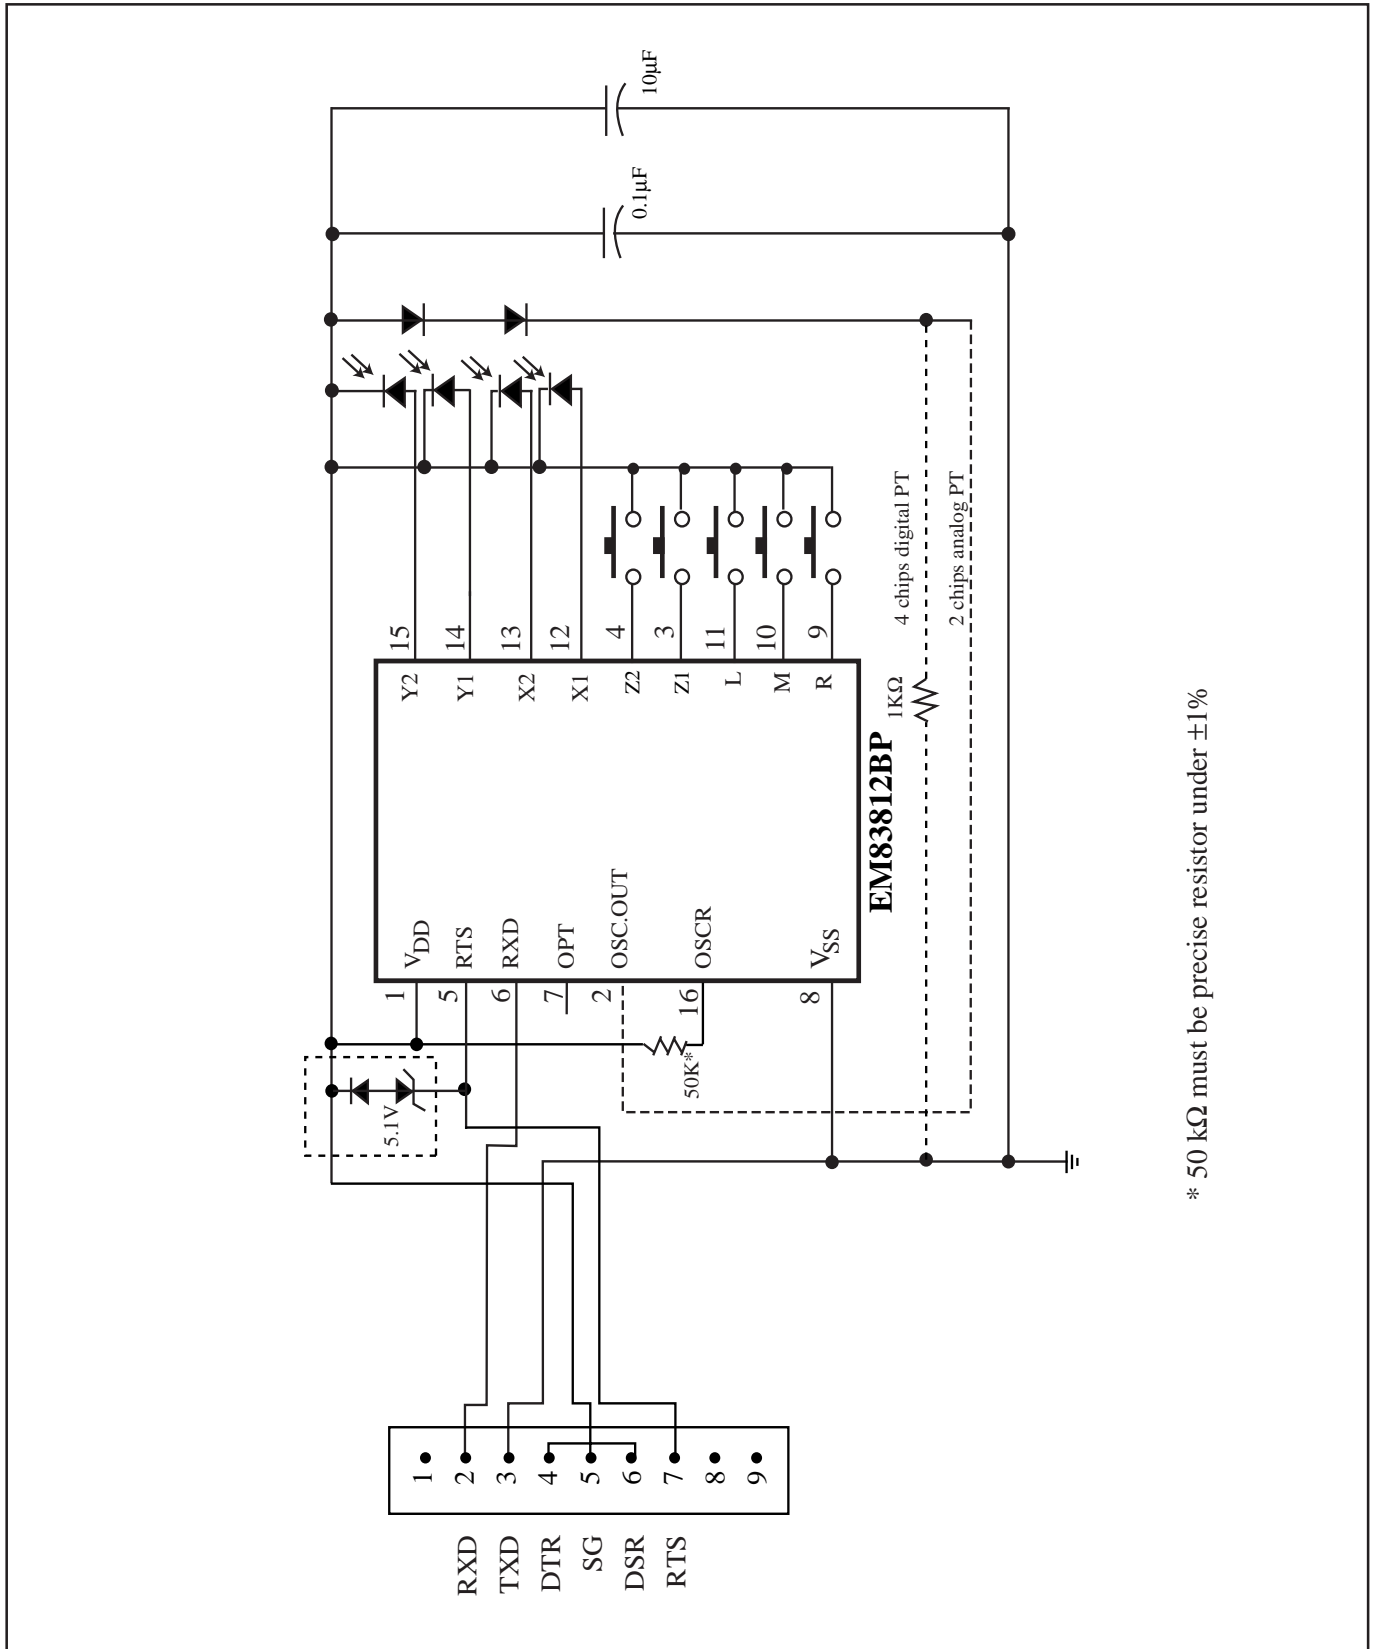 10µF
0.1µF
4 chips digital PT
2 chips analog PT
15
14
13
12
4
3
11
10
9
Y2
Y1
X2
X1
Z2
Z1
L
M
R
1KΩ
EM83812BP
VDD
RTS
RXD
OPT
OSC.OUT
OSCR
VSS
1
5
6
7
2
16
8
50K*
5.1V
1
2
3
4
5
6
7
8
9
RXD
TXD
DTR
SG
DSR
RTS
* 50 kΩ must be precise resistor under ±1%